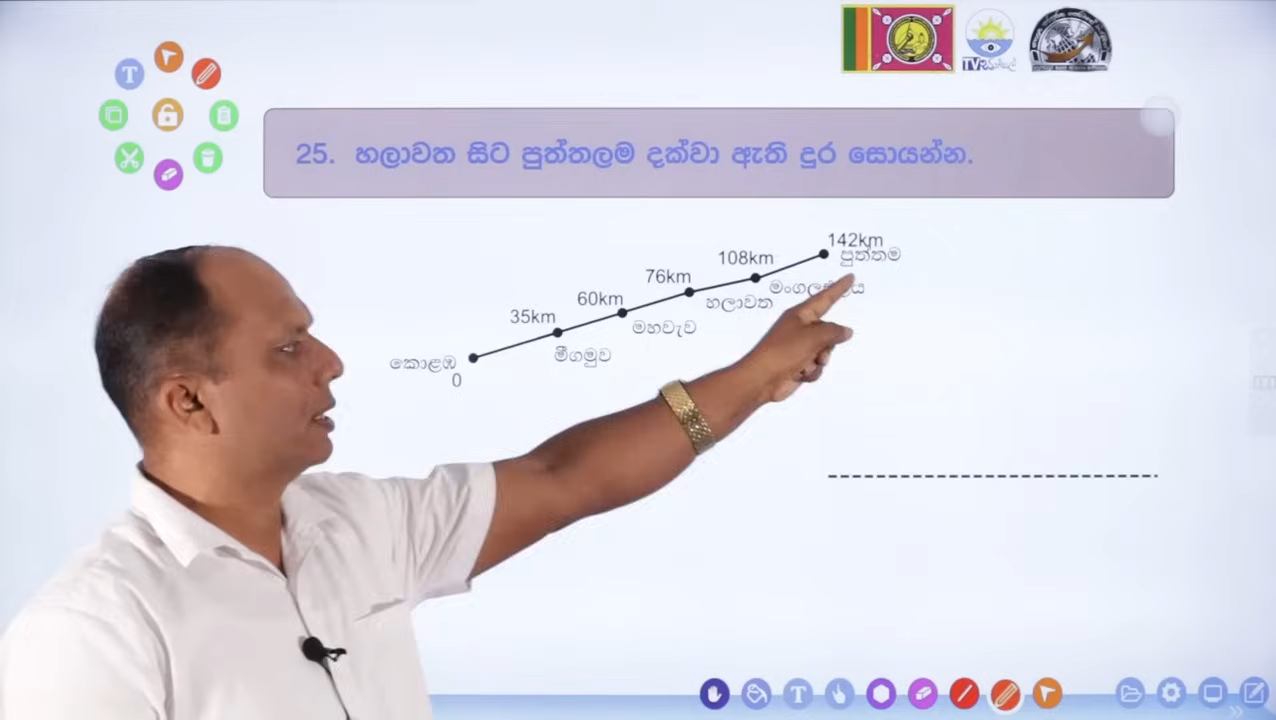 TV රැස්
25. හලාවත සිට පුත්තලම දක්වා ඇති දුර සොයන්න.
142km
පුත්තම
108km
76km
හලාවත
60km
මහවැව
35km
මීගමුව
කොළඹ
0